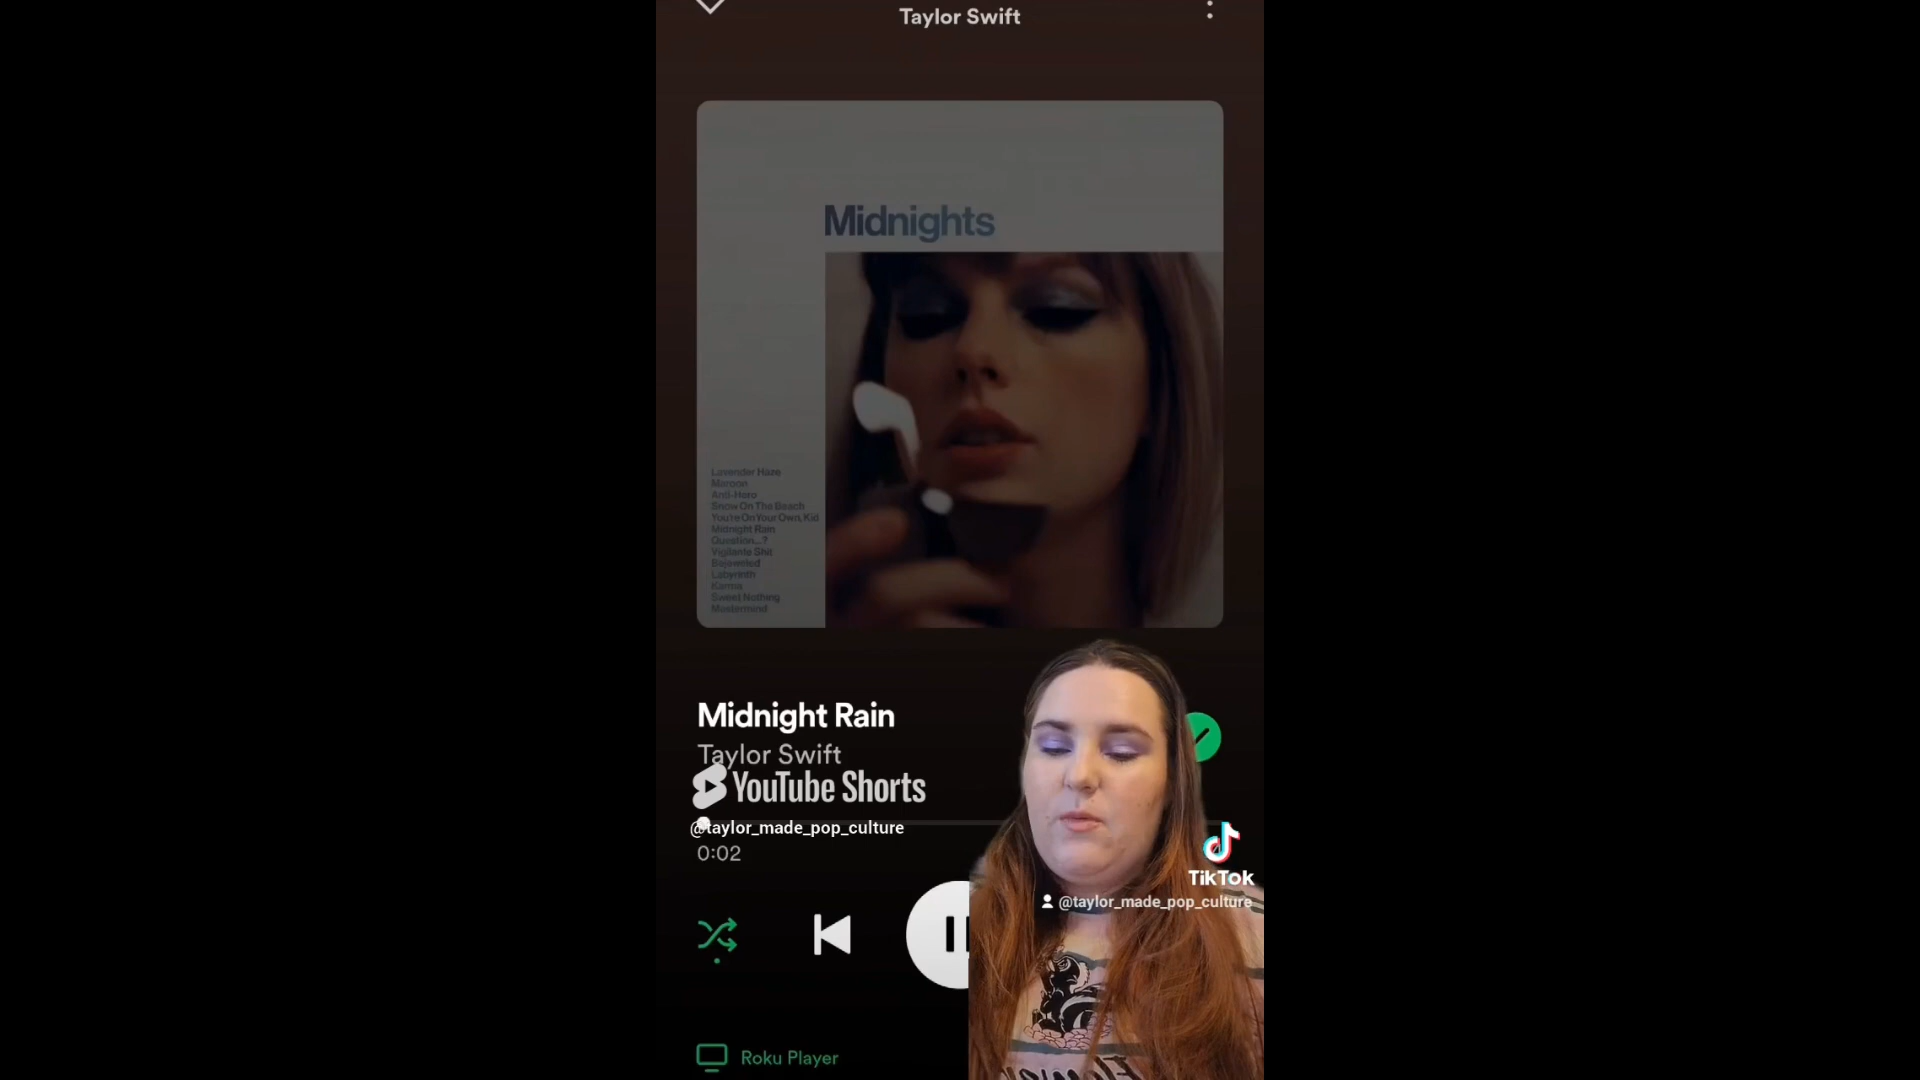 Taylor Swift
Midnights
Lavender Haze
Maroon
Anti-Hero
Snow On The Beach
You're On Your Own, Kid
Midnight Rain
Question...?
Vigilante Shit
Bejeweled
Labyrinth
Karma
Sweet Nothing
Mastermind
Midnight Rain
Taylor Swift
YouTube Shorts
@taylor_made_pop_culture
0:02
TikTok
@taylor_made_pop_culture
Roku Player